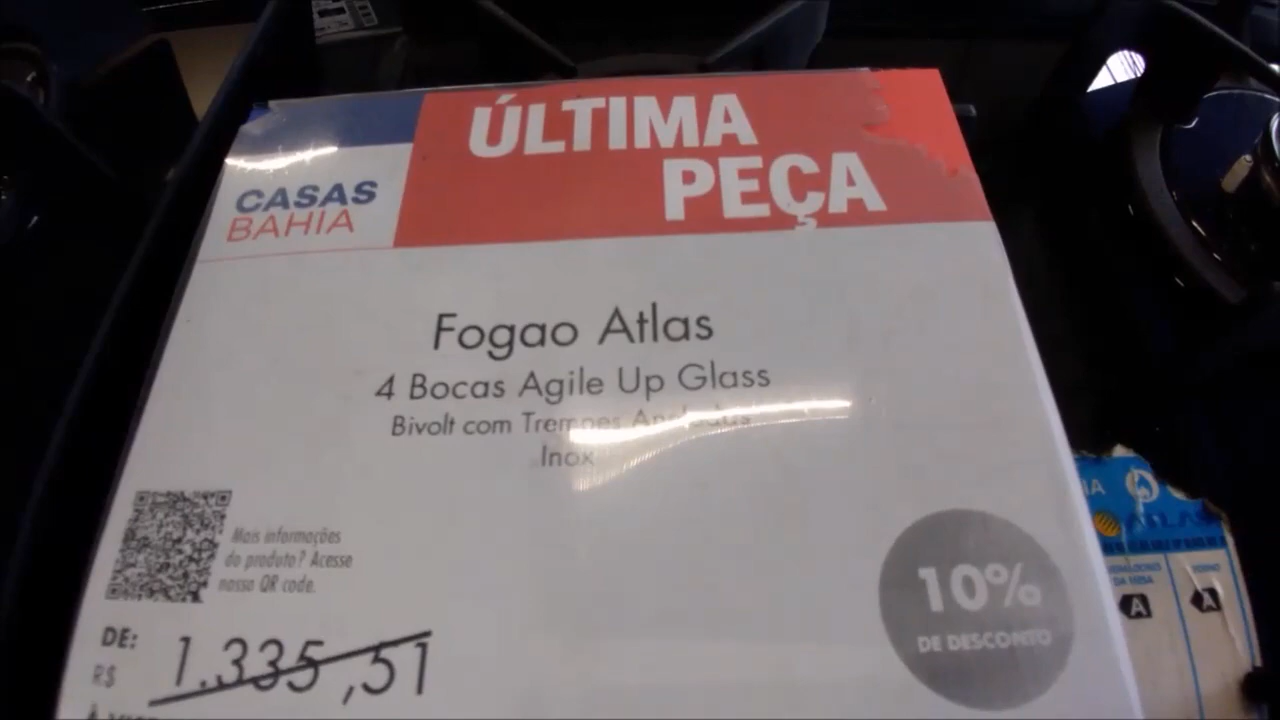 ÚLTIMA
PEÇA
CASAS
BAHIA
Fogao Atlas
4 Bocas Agile Up Glass
Bivolt com Trempes
Inox
Mais informações
do produto? Acesse
nosso QR code.
10%
DE DESCONTO
DE:
R$ 1.335,51
ATLAS
A
A